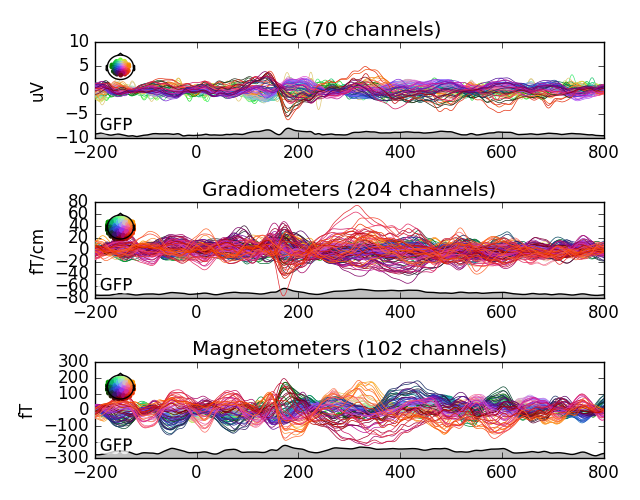 EEG (70 channels)
10
5
0
−5
−10
uV
GFP
−200 0 200 400 600 800
Gradiometers (204 channels)
80
60
40
20
0
−20
−40
−60
−80
fT/cm
GFP
−200 0 200 400 600 800
Magnetometers (102 channels)
300
200
100
0
−100
−200
−300
fT
GFP
−200 0 200 400 600 800